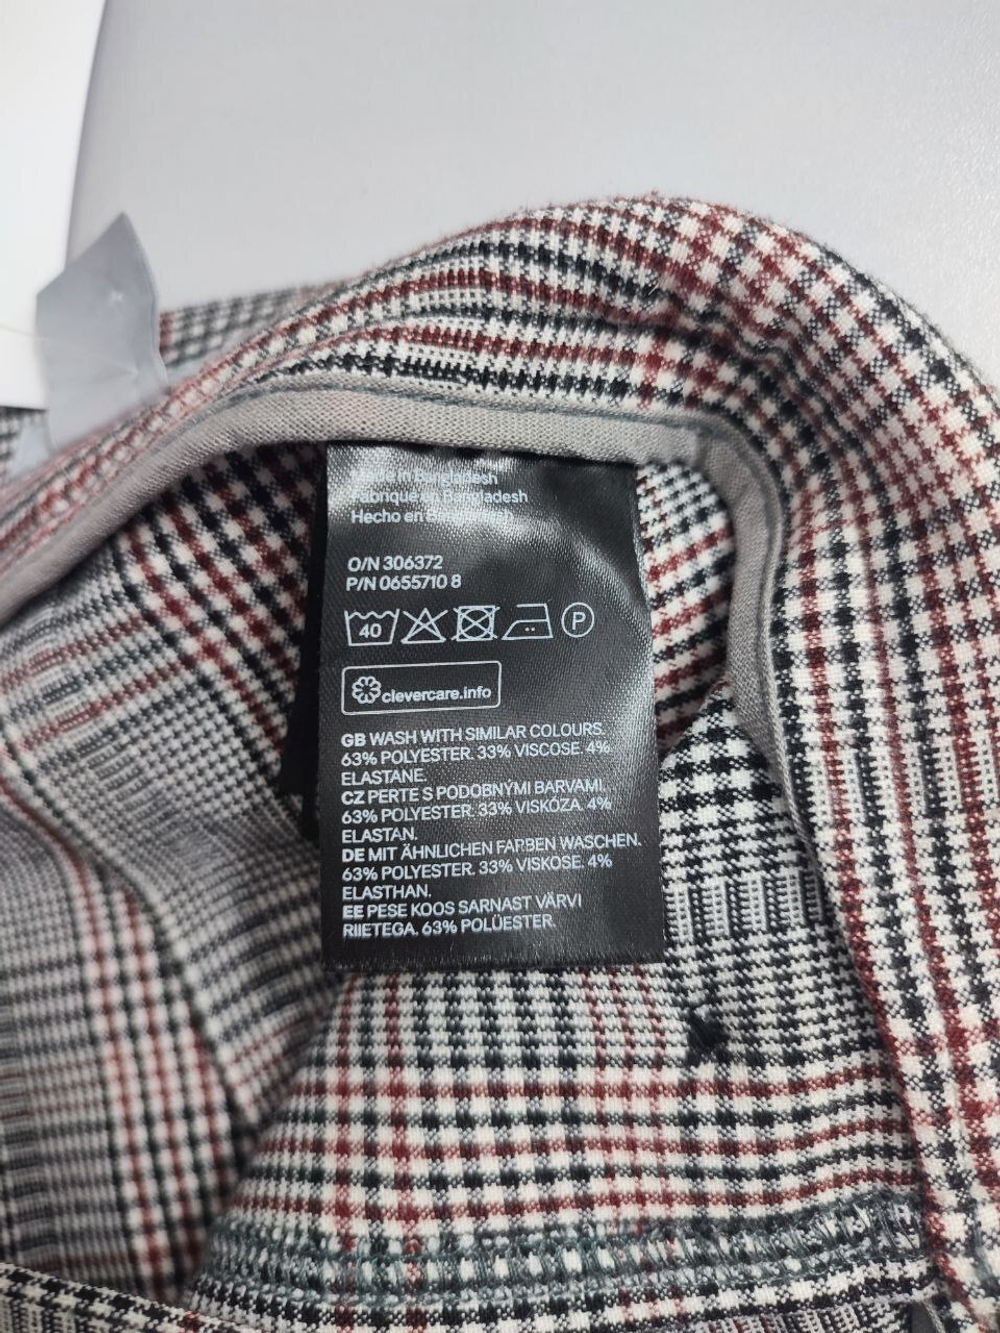 in Bangladesh
Fabriqué en Bangladesh
Hecho en
O/N 306372
P/N 0655710 8
40
P
clevercare.info
GB WASH WITH SIMILAR COLOURS.
63% POLYESTER. 33% VISCOSE. 4%
ELASTANE.
CZ PERTE S PODOBNÝMI BARVAMI.
63% POLYESTER. 33% VISKÓZA. 4%
ELASTAN.
DE MIT ÄHNLICHEN FARBEN WASCHEN.
63% POLYESTER. 33% VISKOSE. 4%
ELASTHAN.
EE PESE KOOS SARNAST VÄRVI
RIIETEGA. 63% POLÜESTER.